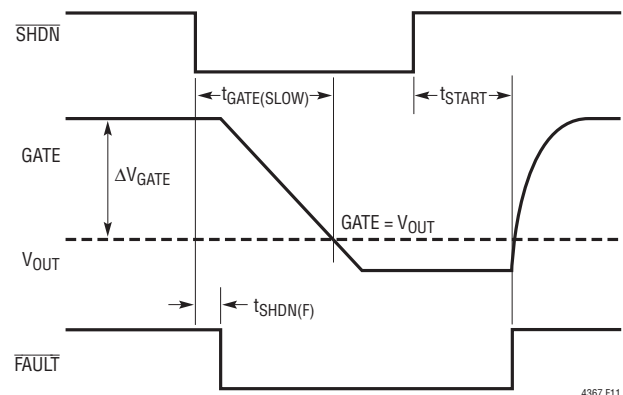 SHDN
tGATE(SLOW)
tSTART
GATE
ΔVGATE
GATE = VOUT
VOUT
tSHDN(F)
FAULT
4367 F11